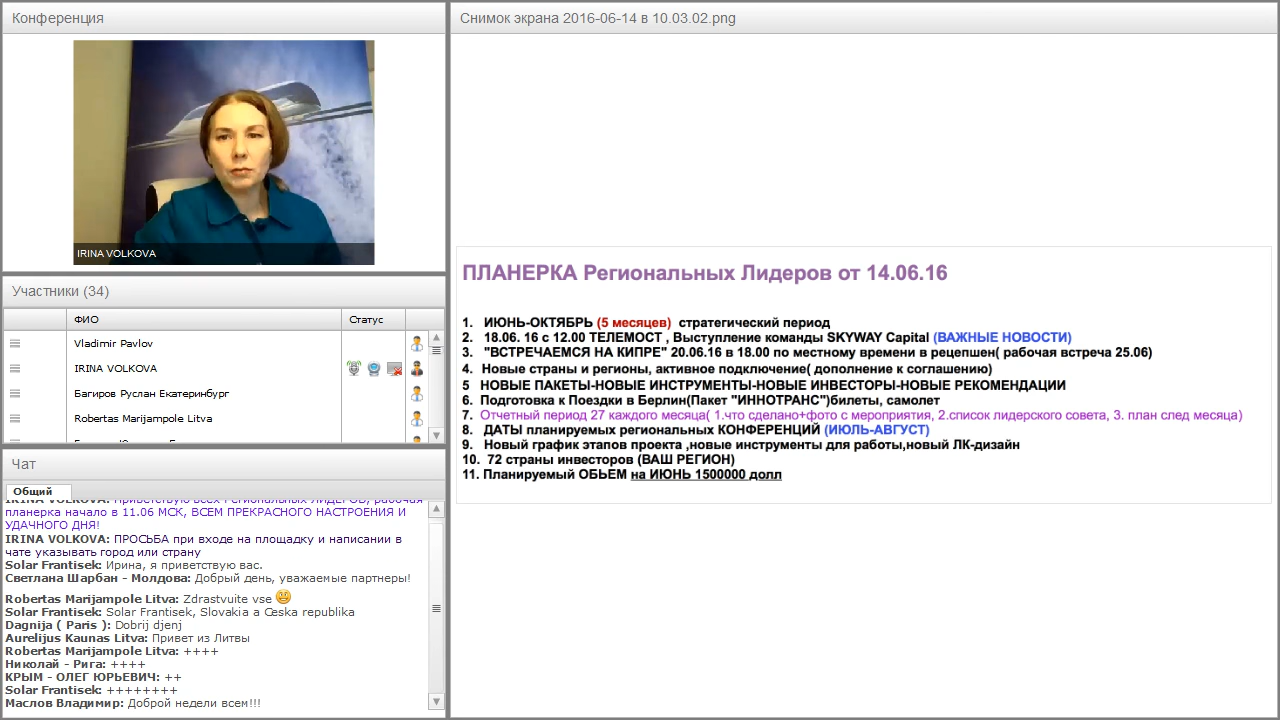 Конференция
IRINA VOLKOVA
Участники (34)
ФИО
Статус
Vladimir Pavlov
IRINA VOLKOVA
Багиров Руслан Екатеринбург
Robertas Marijampole Litva
Чат
Общий
IRINA VOLKOVA: Приветствую всех Региональных ЛИДЕРОВ, рабочая
планерка начало в 11.06 МСК, ВСЕМ ПРЕКРАСНОГО НАСТРОЕНИЯ И
УДАЧНОГО ДНЯ!
IRINA VOLKOVA: ПРОСЬБА при входе на площадку и написании в
чате указывать город или страну
Solar Frantisek: Ирина, я приветствую вас.
Светлана Шарбан - Молдова: Добрый день, уважаемые партнеры!
Robertas Marijampole Litva: Zdrastvuite vse
Solar Frantisek: Solar Frantisek, Slovakia a Ceska republika
Dagnija ( Paris ): Dobrij djenj
Aurelijus Kaunas Litva: Привет из Литвы
Robertas Marijampole Litva: ++++
Николай - Рига: ++++
КРЫМ - ОЛЕГ ЮРЬЕВИЧ: ++
Solar Frantisek: ++++++++
Маслов Владимир: Доброй недели всем!!!
Снимок экрана 2016-06-14 в 10.03.02.png
ПЛАНЕРКА Региональных Лидеров от 14.06.16
1. ИЮНЬ-ОКТЯБРЬ (5 месяцев) стратегический период
2. 18.06. 16 с 12.00 ТЕЛЕМОСТ , Выступление команды SKYWAY Capital (ВАЖНЫЕ НОВОСТИ)
3. "ВСТРЕЧАЕМСЯ НА КИПРЕ" 20.06.16 в 18.00 по местному времени в рецепшен( рабочая встреча 25.06)
4. Новые страны и регионы, активное подключение( дополнение к соглашению)
5 НОВЫЕ ПАКЕТЫ-НОВЫЕ ИНСТРУМЕНТЫ-НОВЫЕ ИНВЕСТОРЫ-НОВЫЕ РЕКОМЕНДАЦИИ
6. Подготовка к Поездки в Берлин(Пакет "ИННОТРАНС")билеты, самолет
7. Отчетный период 27 каждого месяца( 1.что сделано+фото с мероприятия, 2.список лидерского совета, 3. план след месяца)
8. ДАТЫ планируемых региональных КОНФЕРЕНЦИЙ (ИЮЛЬ-АВГУСТ)
9. Новый график этапов проекта ,новые инструменты для работы,новый ЛК-дизайн
10. 72 страны инвесторов (ВАШ РЕГИОН)
11. Планируемый ОБЬЕМ на ИЮНЬ 1500000 долл